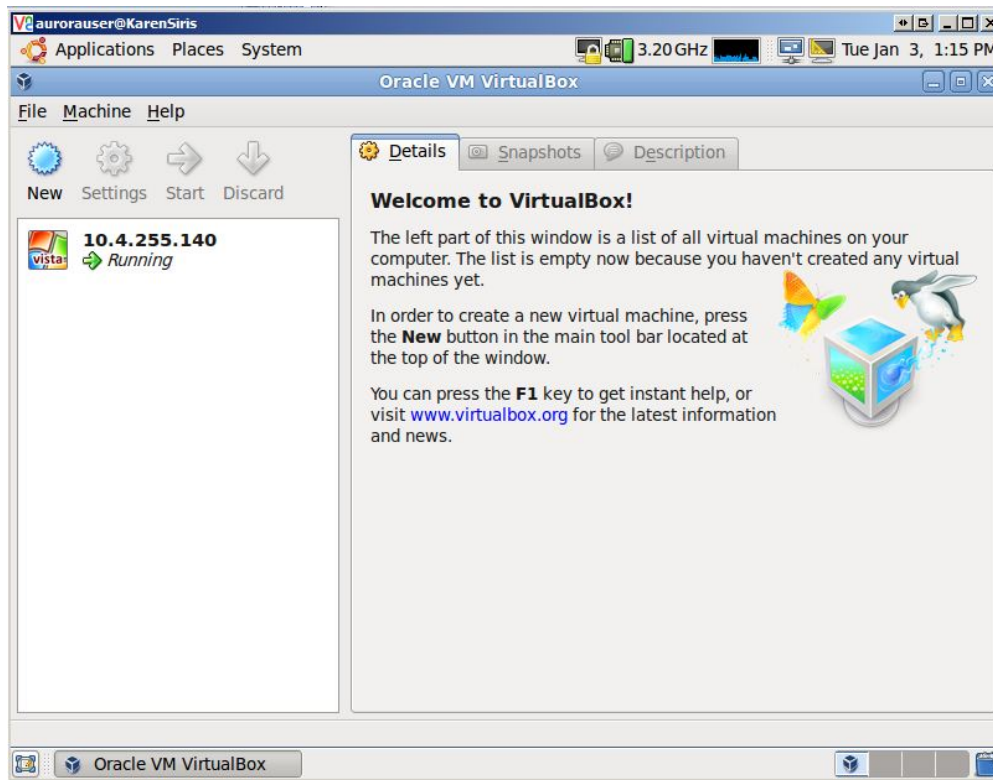 aurorauser@KarenSiris
Applications Places System 3.20 GHz Tue Jan 3, 1:15 PM
Oracle VM VirtualBox
File Machine Help
New Settings Start Discard
Details Snapshots Description
10.4.255.140
Running
vista
Welcome to VirtualBox!
The left part of this window is a list of all virtual machines on your
computer. The list is empty now because you haven't created any virtual
machines yet.
In order to create a new virtual machine, press
the New button in the main tool bar located at
the top of the window.
You can press the F1 key to get instant help, or
visit www.virtualbox.org for the latest information
and news.
Oracle VM VirtualBox